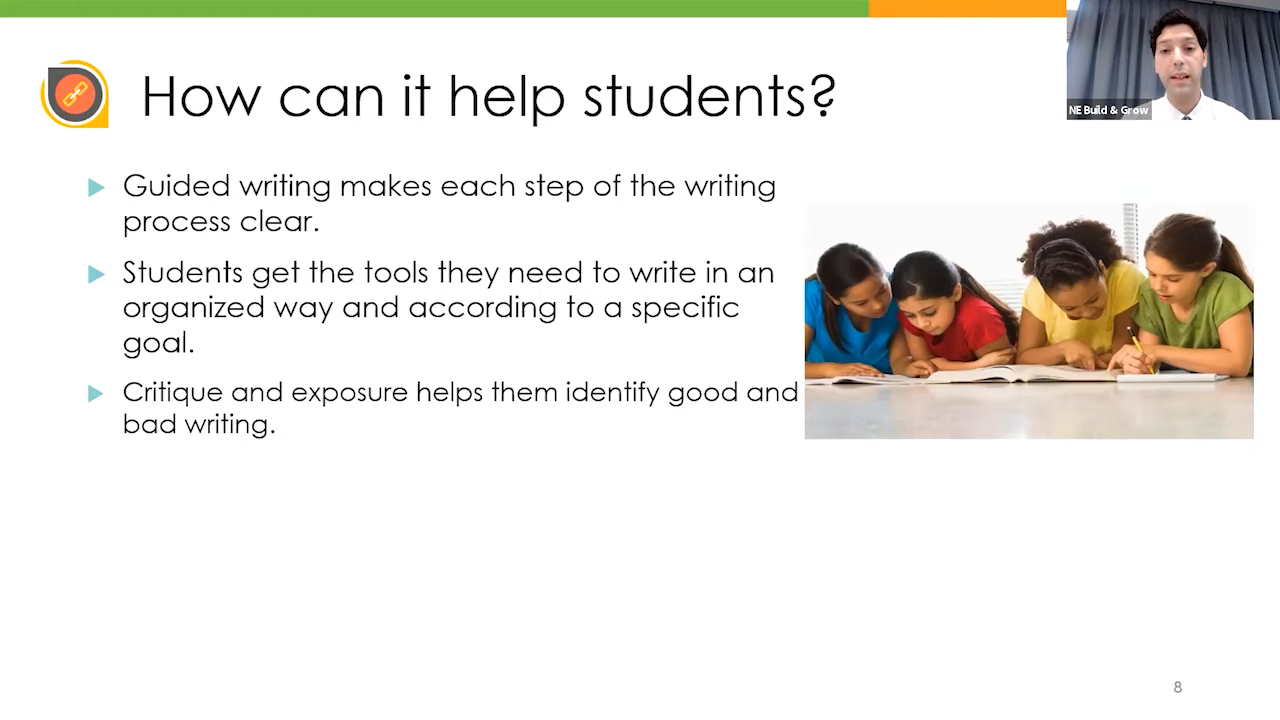 NE Build & Grow
How can it help students?
Guided writing makes each step of the writing
process clear.
Students get the tools they need to write in an
organized way and according to a specific
goal.
Critique and exposure helps them identify good and
bad writing.
8